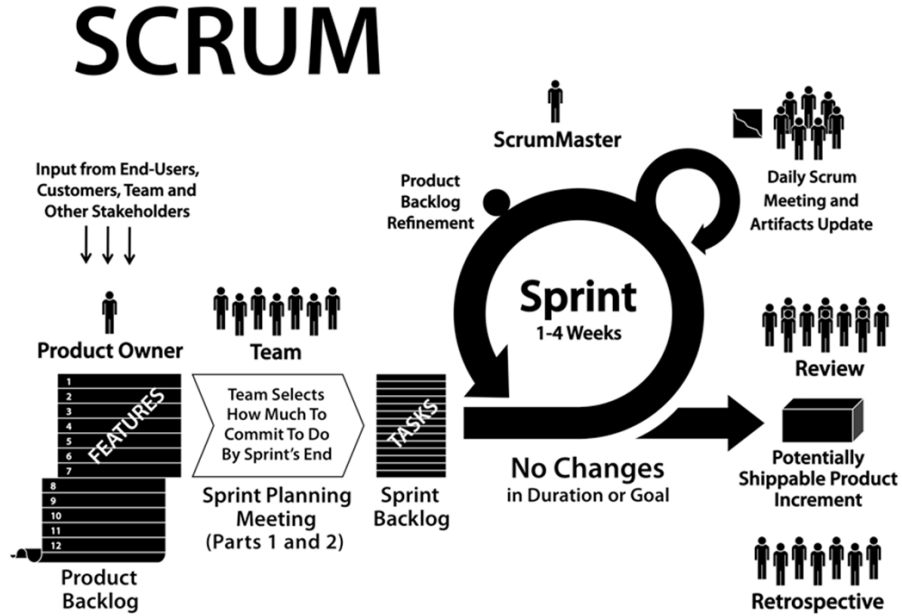 SCRUM
Input from End-Users,
Customers, Team and
Other Stakeholders
Product Owner
Team
1
2
3
4
5
6
7
FEATURES
8
9
10
11
12
Product
Backlog
Team Selects
How Much To
Commit To Do
By Sprint's End
Sprint Planning
Meeting
(Parts 1 and 2)
TASKS
Sprint
Backlog
ScrumMaster
Product
Backlog
Refinement
Sprint
1-4 Weeks
No Changes
in Duration or Goal
Daily Scrum
Meeting and
Artifacts Update
Review
Potentially
Shippable Product
Increment
Retrospective